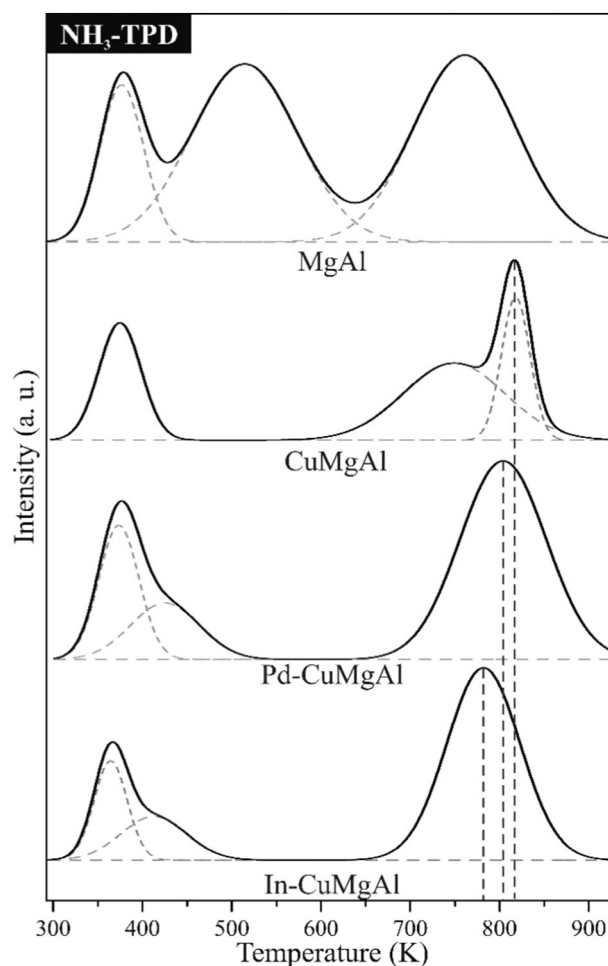 NH₃-TPD
MgAl
CuMgAl
Pd-CuMgAl
In-CuMgAl
Intensity (a. u.)
300 400 500 600 700 800 900
Temperature (K)